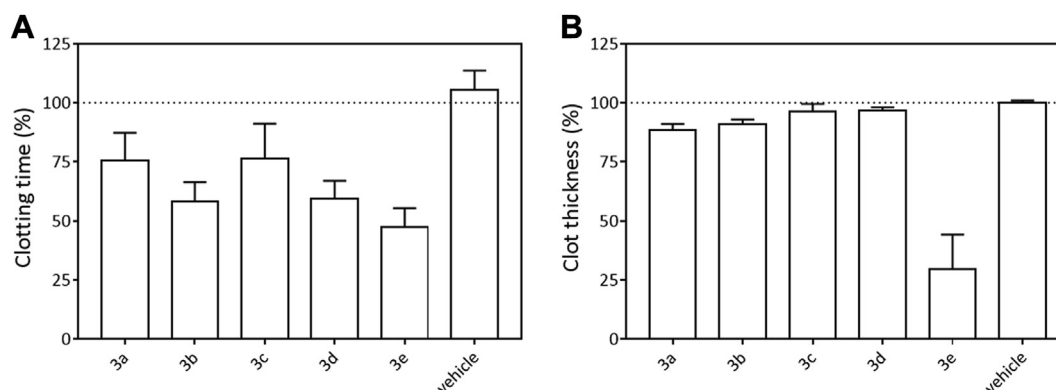 A
Clotting time (%)
125
100
75
50
25
0
3a
3b
3c
3d
3e
vehicle
B
Clot thickness (%)
125
100
75
50
25
0
3a
3b
3c
3d
3e
vehicle